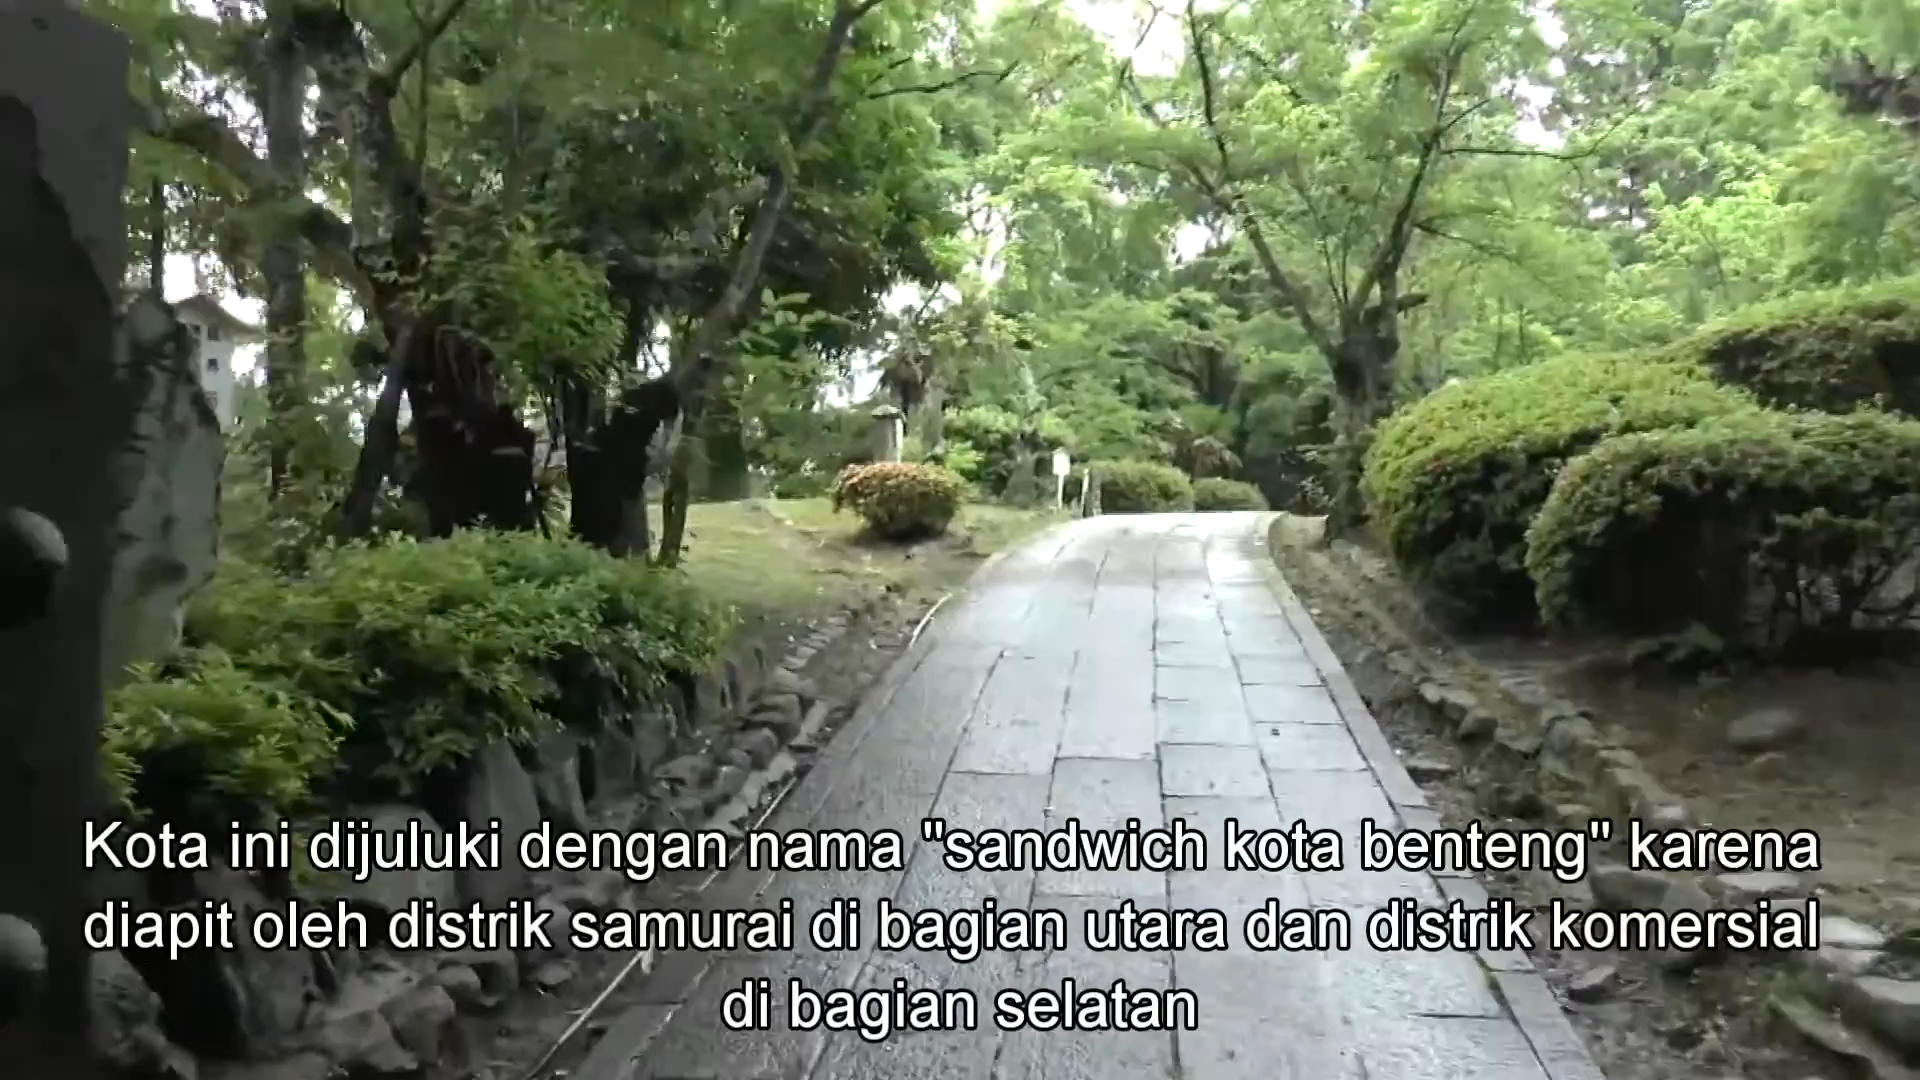 Kota ini dijuluki dengan nama "sandwich kota benteng" karena
diapit oleh distrik samurai di bagian utara dan distrik komersial
di bagian selatan